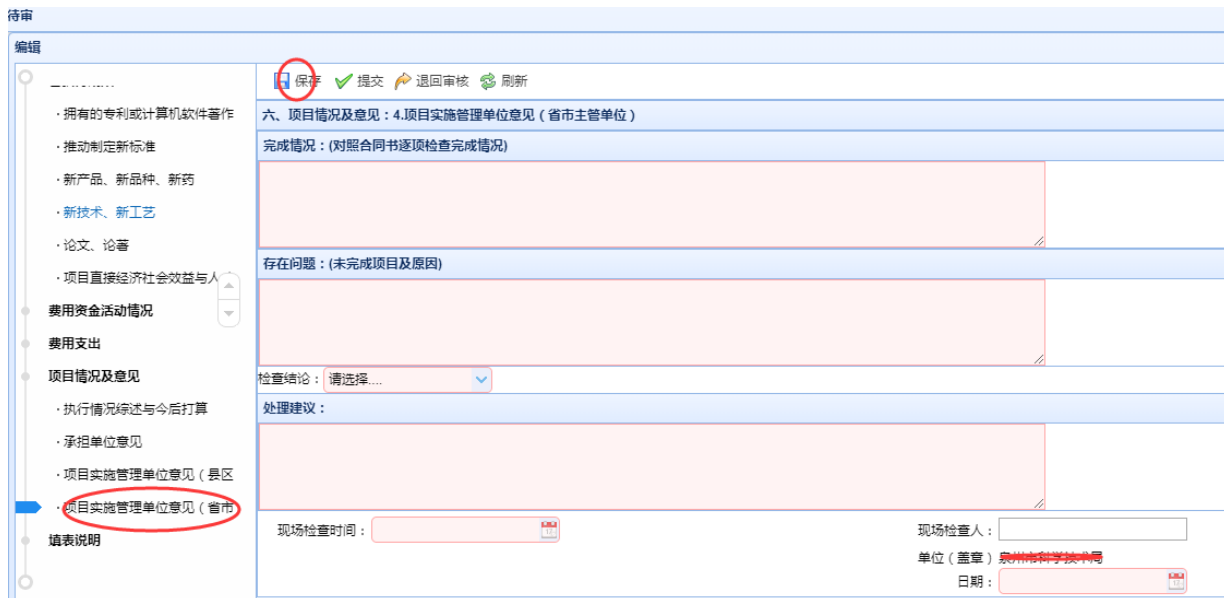 待审
编辑
保存 提交 退回审核 刷新
·拥有的专利或计算机软件著作
·推动制定新标准
·新产品、新品种、新药
·新技术、新工艺
·论文、论著
·项目直接经济社会效益与人
费用资金活动情况
费用支出
项目情况及意见
·执行情况综述与今后打算
·承担单位意见
·项目实施管理单位意见（县区
·项目实施管理单位意见（省市
填表说明
六、项目情况及意见：4.项目实施管理单位意见（省市主管单位）
完成情况：(对照合同书逐项检查完成情况)
存在问题：(未完成项目及原因)
检查结论： 请选择....
处理建议：
现场检查时间： 现场检查人：
单位（盖章）泉州市科学技术局
日期：